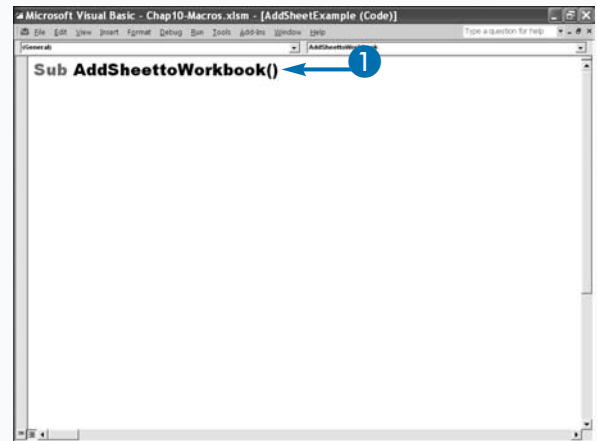 Microsoft Visual Basic - Chap10-Macros.xlsm - [AddSheetExample (Code)]
File Edit View Insert Format Debug Run Tools Add-Ins Window Help Type a question for help
(General) AddSheettoWorkbook
Sub AddSheettoWorkbook() 1